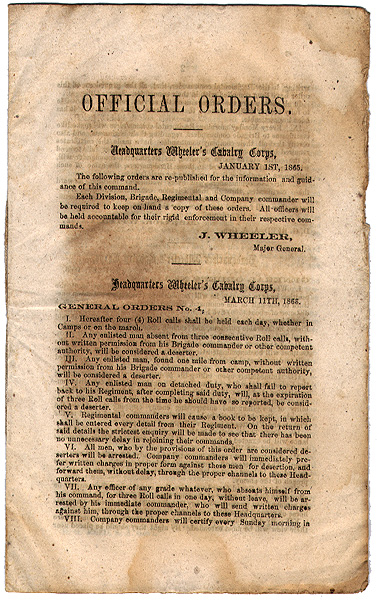 OFFICIAL ORDERS.
Headquarters Wheeler's Cavalry Corps,
JANUARY 1ST, 1865.
The following orders are re-published for the information and guid-
ance of this command.
Each Division, Brigade, Regimental and Company commander will
be required to keep on hand a copy of these orders. All officers will
be held accountable for their rigid enforcement in their respective com-
mands.
J. WHEELER,
Major General.
Headquarters Wheeler's Cavalry Corps,
MARCH 11TH, 1863.
GENERAL ORDERS No. 4,
I. Hereafter four (4) Roll calls shall be held each day, whether in
Camps or on the march.
II. Any enlisted man absent from three consecutive Roll calls, with-
out written permission from his Brigade commander or other competent
authority, will be considered a deserter.
III. Any enlisted man, found one mile from camp, without written
permission from his Brigade commander or other competent authority,
will be considered a deserter.
IV. Any enlisted man on detached duty, who shall fail to report
back to his Regiment, after completing said duty, will, at the expiration
of three Roll calls from the time he should have so reported, be consid-
ered a deserter.
V. Regimental commanders will cause a book to be kept, in which
shall be entered every detail from their Regiment. On the return of
said details the strictest enquiry will be made to see that there has been
no unnecessary delay in rejoining their commands.
VI. All men, who by the provisions of this order are considered de-
serters will be arrested. Company commanders will immediately pre-
fer written charges in proper form against these men for desertion, and
forward them, without delay, through the proper channels to these Head-
quarters.
VII. Any officer of any grade whatever, who absents himself from
his command, for three Roll calls in one day, without leave, will be ar-
rested by his immediate commander, who will send written charges
against him, through the proper channels to these Headquarters.
VIII. Company commanders will certify every Sunday morning in